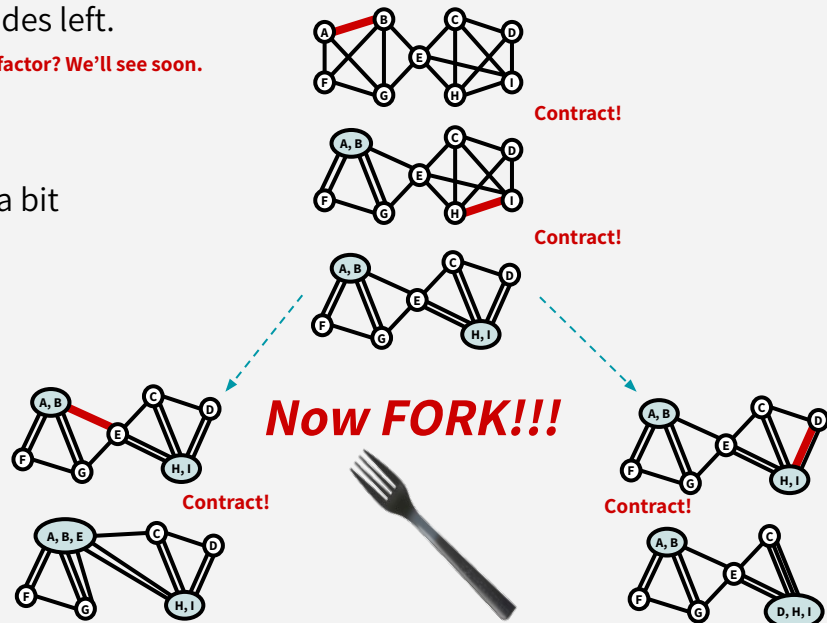 des left.
factor? We'll see soon.
a bit
A
B
C
D
E
F
G
H
I
Contract!
A, B
C
D
E
F
G
H
I
Contract!
A, B
C
D
E
F
G
H, I
Now FORK!!!
A, B
C
D
E
F
G
H, I
Contract!
A, B, E
C
D
F
G
H, I
A, B
C
D
E
F
G
H, I
Contract!
A, B
C
E
F
G
D, H, I